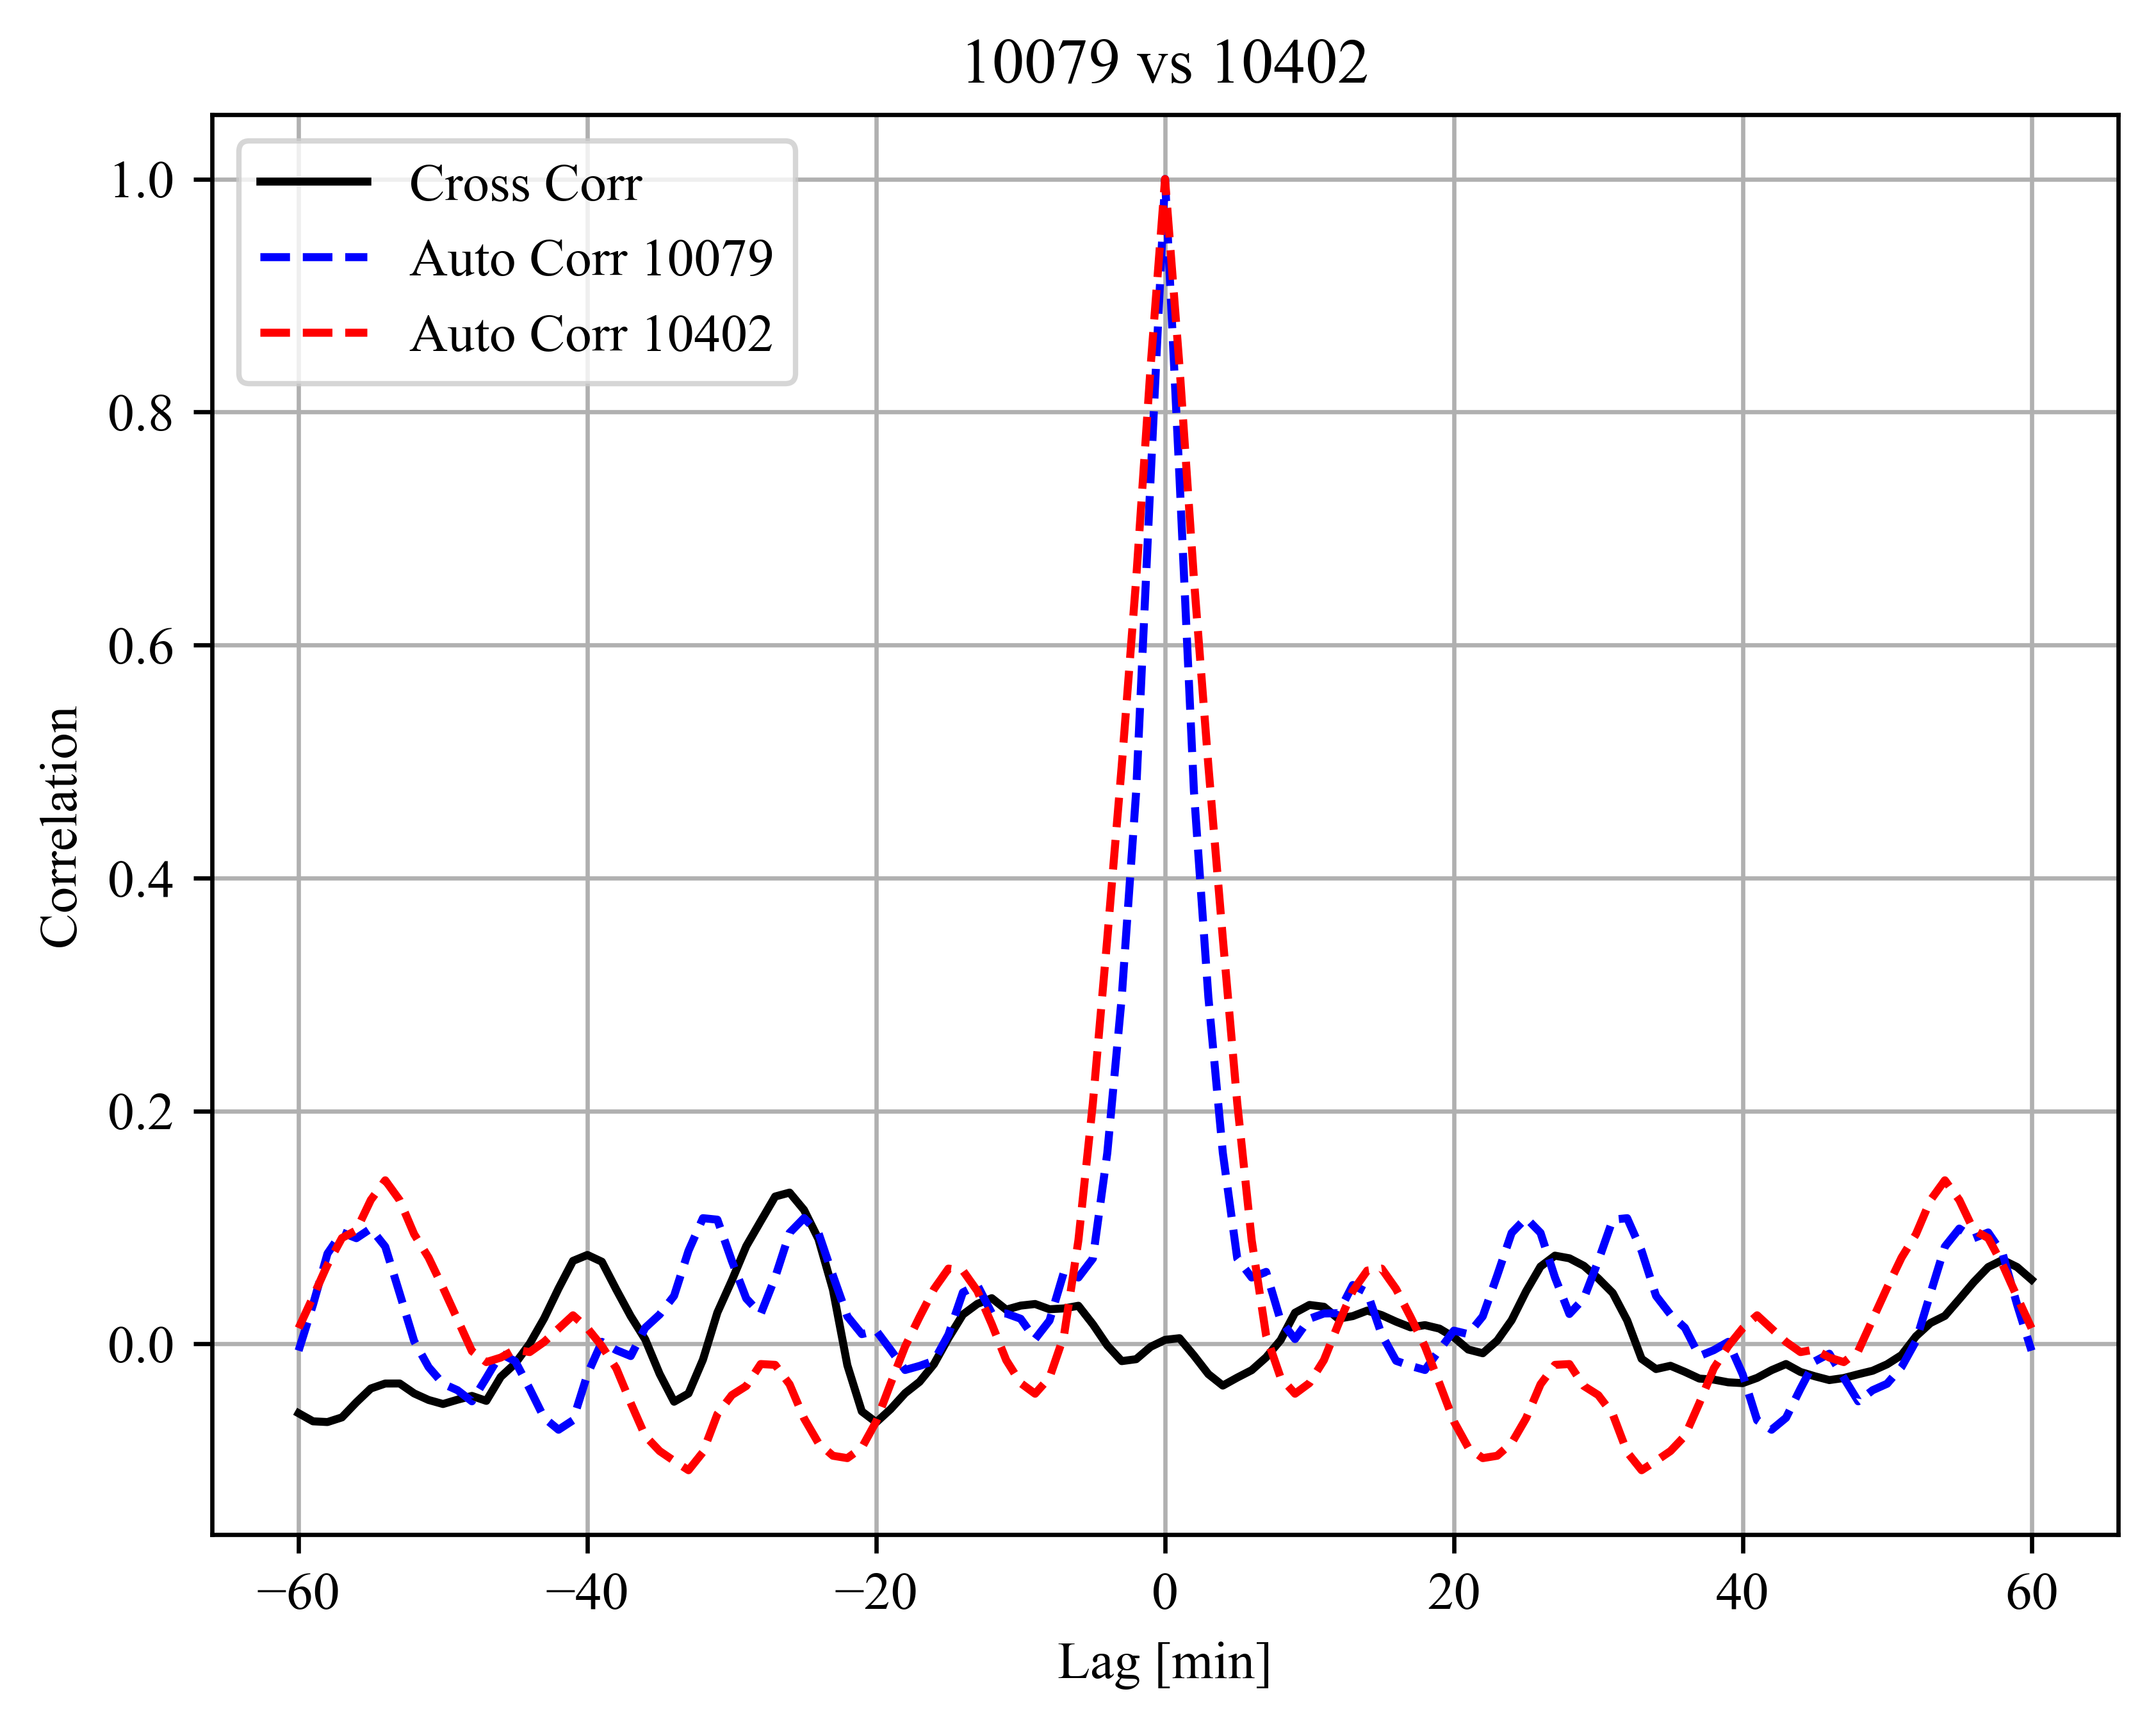 10079 vs 10402
Cross Corr
Auto Corr 10079
Auto Corr 10402
1.0
0.8
0.6
0.4
0.2
0.0
Correlation
−60
−40
−20
0
20
40
60
Lag [min]